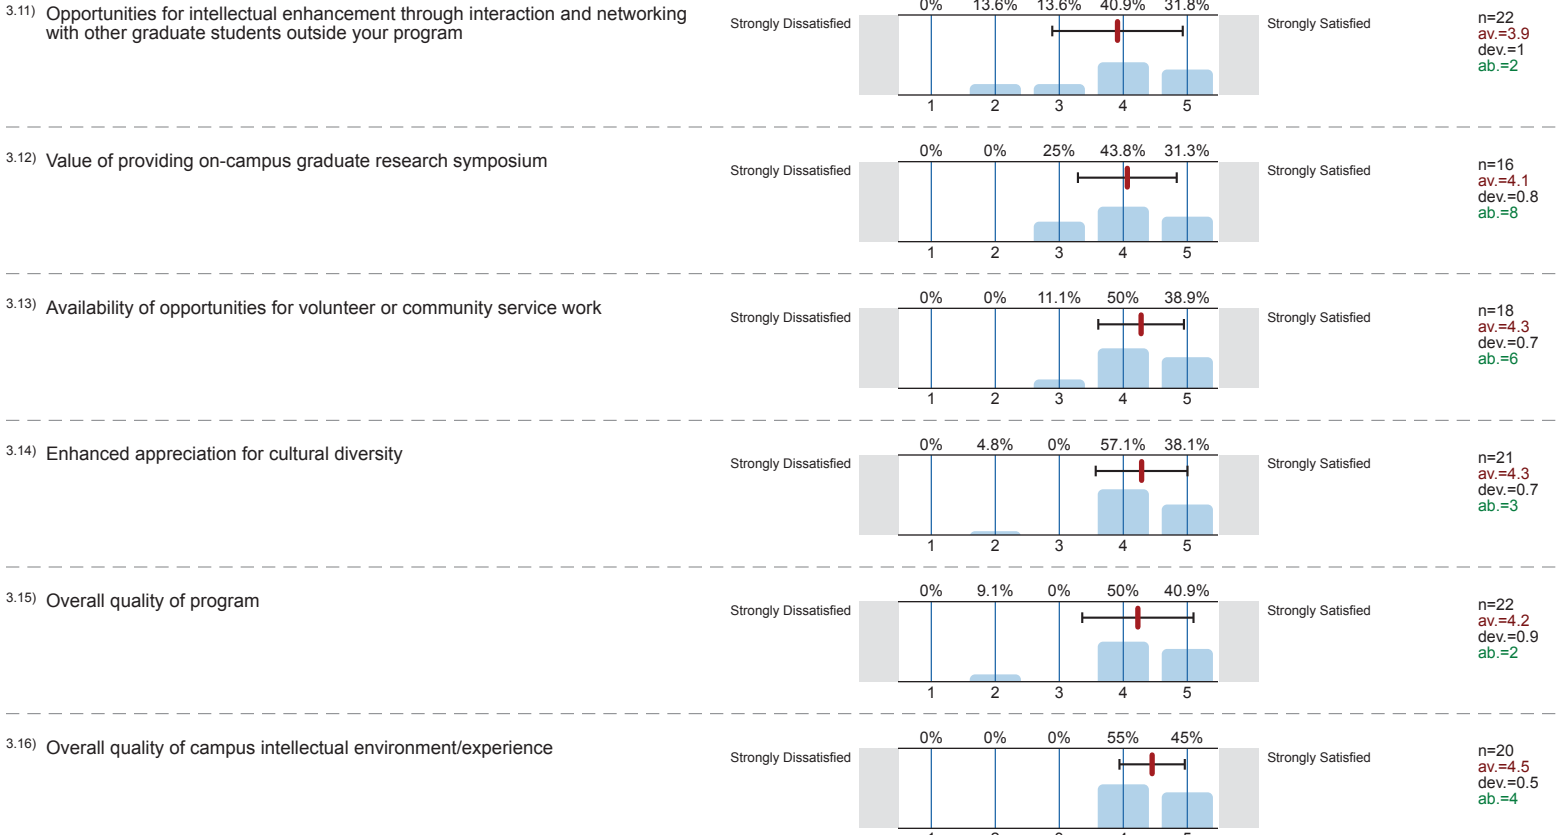 3.11) Opportunities for intellectual enhancement through interaction and networking
with other graduate students outside your program
0% 13.6% 13.6% 40.9% 31.8%
Strongly Dissatisfied
Strongly Satisfied
n=22
av.=3.9
dev.=1
ab.=2
1 2 3 4 5
3.12) Value of providing on-campus graduate research symposium
0% 0% 25% 43.8% 31.3%
Strongly Dissatisfied
Strongly Satisfied
n=16
av.=4.1
dev.=0.8
ab.=8
1 2 3 4 5
3.13) Availability of opportunities for volunteer or community service work
0% 0% 11.1% 50% 38.9%
Strongly Dissatisfied
Strongly Satisfied
n=18
av.=4.3
dev.=0.7
ab.=6
1 2 3 4 5
3.14) Enhanced appreciation for cultural diversity
0% 4.8% 0% 57.1% 38.1%
Strongly Dissatisfied
Strongly Satisfied
n=21
av.=4.3
dev.=0.7
ab.=3
1 2 3 4 5
3.15) Overall quality of program
0% 9.1% 0% 50% 40.9%
Strongly Dissatisfied
Strongly Satisfied
n=22
av.=4.2
dev.=0.9
ab.=2
1 2 3 4 5
3.16) Overall quality of campus intellectual environment/experience
0% 0% 0% 55% 45%
Strongly Dissatisfied
Strongly Satisfied
n=20
av.=4.5
dev.=0.5
ab.=4